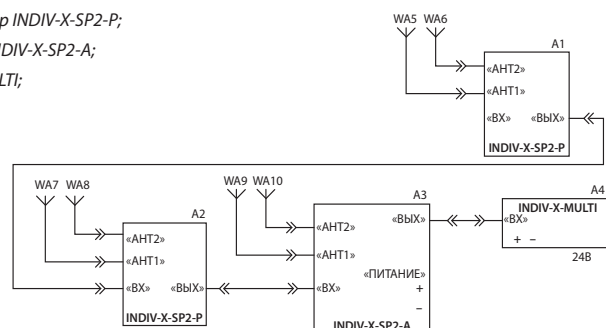 р INDIV-X-SP2-P;
NDIV-X-SP2-A;
LTI;
WA5 WA6
A1
«АНТ2»
«АНТ1»
«ВХ» «ВЫХ»
INDIV-X-SP2-P
WA7 WA8
A2
«АНТ2»
«АНТ1»
«ВХ» «ВЫХ»
INDIV-X-SP2-P
WA9 WA10
A3
«ВЫХ»
«АНТ2»
«АНТ1»
«ПИТАНИЕ»
+
«ВХ»
–
INDIV-X-SP2-A
A4
INDIV-X-MULTI
«ВХ»
+ –
24В